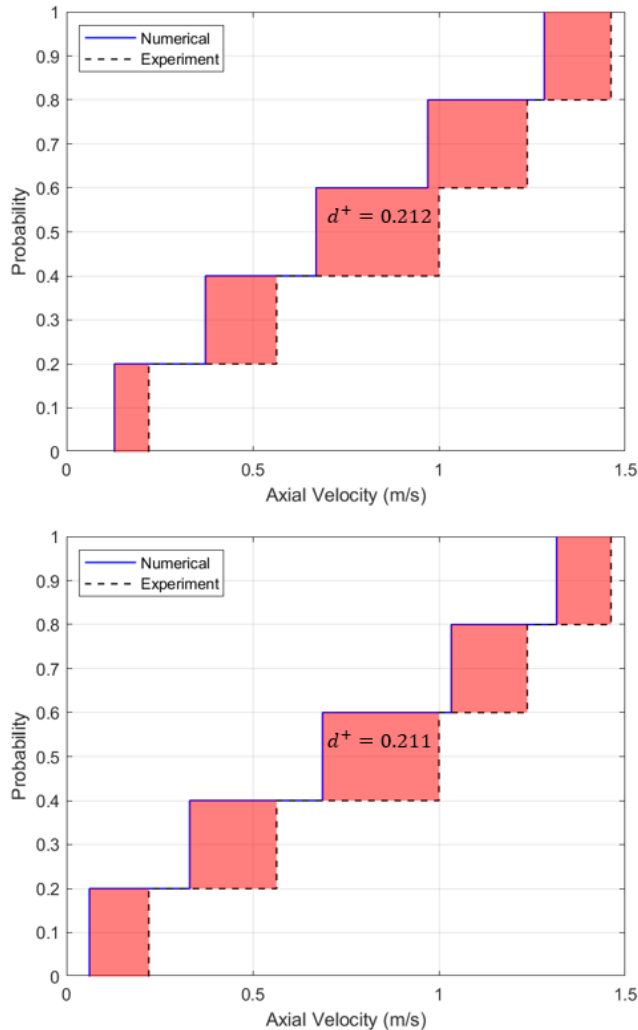 Numerical
Experiment
1
0.9
0.8
0.7
0.6
0.5
0.4
0.3
0.2
0.1
0
Probability
d⁺ = 0.212
0 0.5 1 1.5
Axial Velocity (m/s)
Numerical
Experiment
1
0.9
0.8
0.7
0.6
0.5
0.4
0.3
0.2
0.1
0
Probability
d⁺ = 0.211
0 0.5 1 1.5
Axial Velocity (m/s)